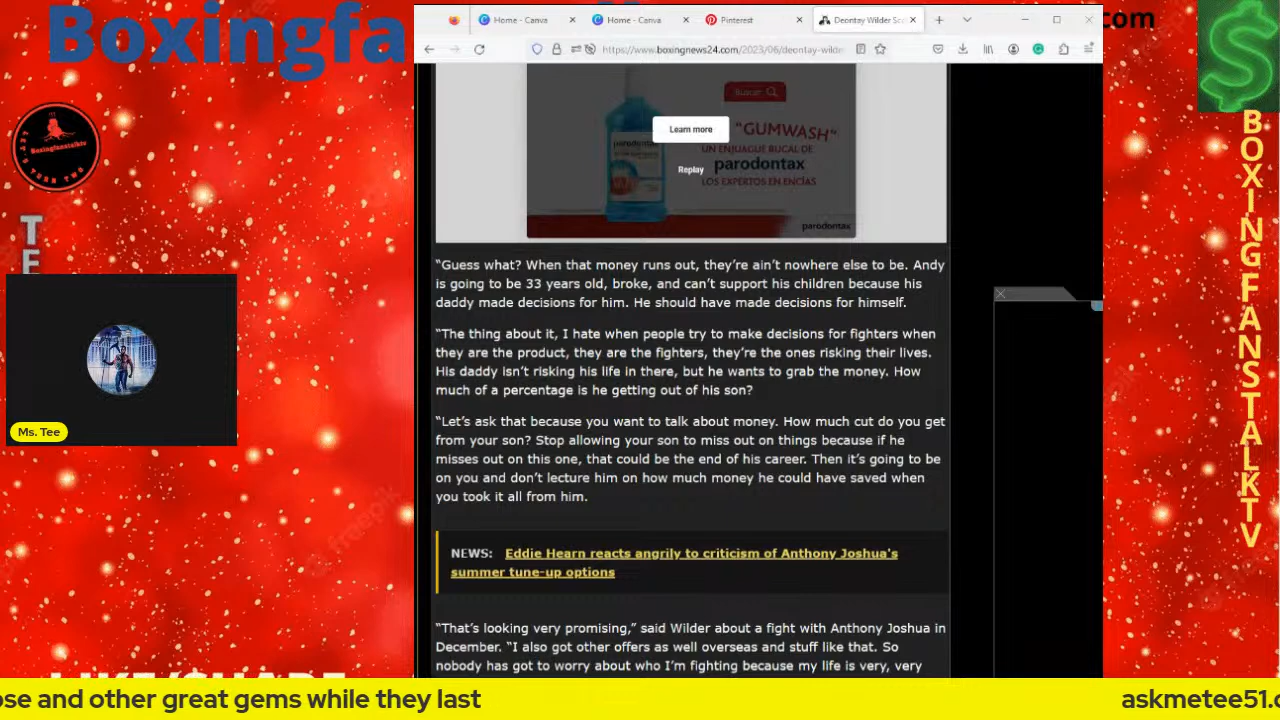 Boxingfa
com
Home - Canva
Home - Canva
Pinterest
Deontay Wilder Sco
https://www.boxingnews24.com/2023/06/deontay-wilde
Boxingfanstalktv
TE
Buscar
Learn more
"GUMWASH"
UN ENJUAGUE BUCAL DE
Replay
parodontax
LOS EXPERTOS EN ENCÍAS
parodontax
“Guess what? When that money runs out, they’re ain’t nowhere else to be. Andy
is going to be 33 years old, broke, and can’t support his children because his
daddy made decisions for him. He should have made decisions for himself.
“The thing about it, I hate when people try to make decisions for fighters when
they are the product, they are the fighters, they’re the ones risking their lives.
His daddy isn’t risking his life in there, but he wants to grab the money. How
much of a percentage is he getting out of his son?
“Let’s ask that because you want to talk about money. How much cut do you get
from your son? Stop allowing your son to miss out on things because if he
misses out on this one, that could be the end of his career. Then it’s going to be
on you and don’t lecture him on how much money he could have saved when
you took it all from him.
NEWS: Eddie Hearn reacts angrily to criticism of Anthony Joshua's
summer tune-up options
“That’s looking very promising,” said Wilder about a fight with Anthony Joshua in
December. “I also got other offers as well overseas and stuff like that. So
nobody has got to worry about who I’m fighting because my life is very, very
Ms. Tee
BOXINGFANSTALKTV
LIKE/SHARE
ose and other great gems while they last
askmetee51.c